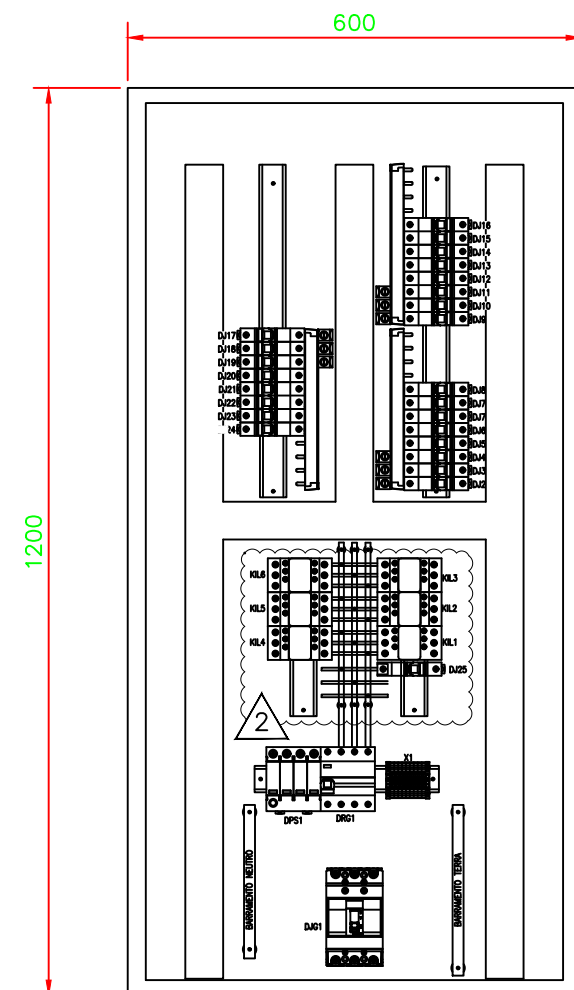 600
1200
DJ16
DJ15
DJ14
DJ13
DJ12
DJ11
DJ10
DJ9
DJ17
DJ18
DJ19
DJ20
DJ21
DJ22
DJ23
24
DJ8
DJ7
DJ7
DJ6
DJ5
DJ4
DJ3
DJ2
KIL6
KIL3
KIL5
KIL2
KIL4
KIL1
DJ25
2
X1
DPS1
DRG1
BARRAMENTO NEUTRO
BARRAMENTO TERRA
DJG1